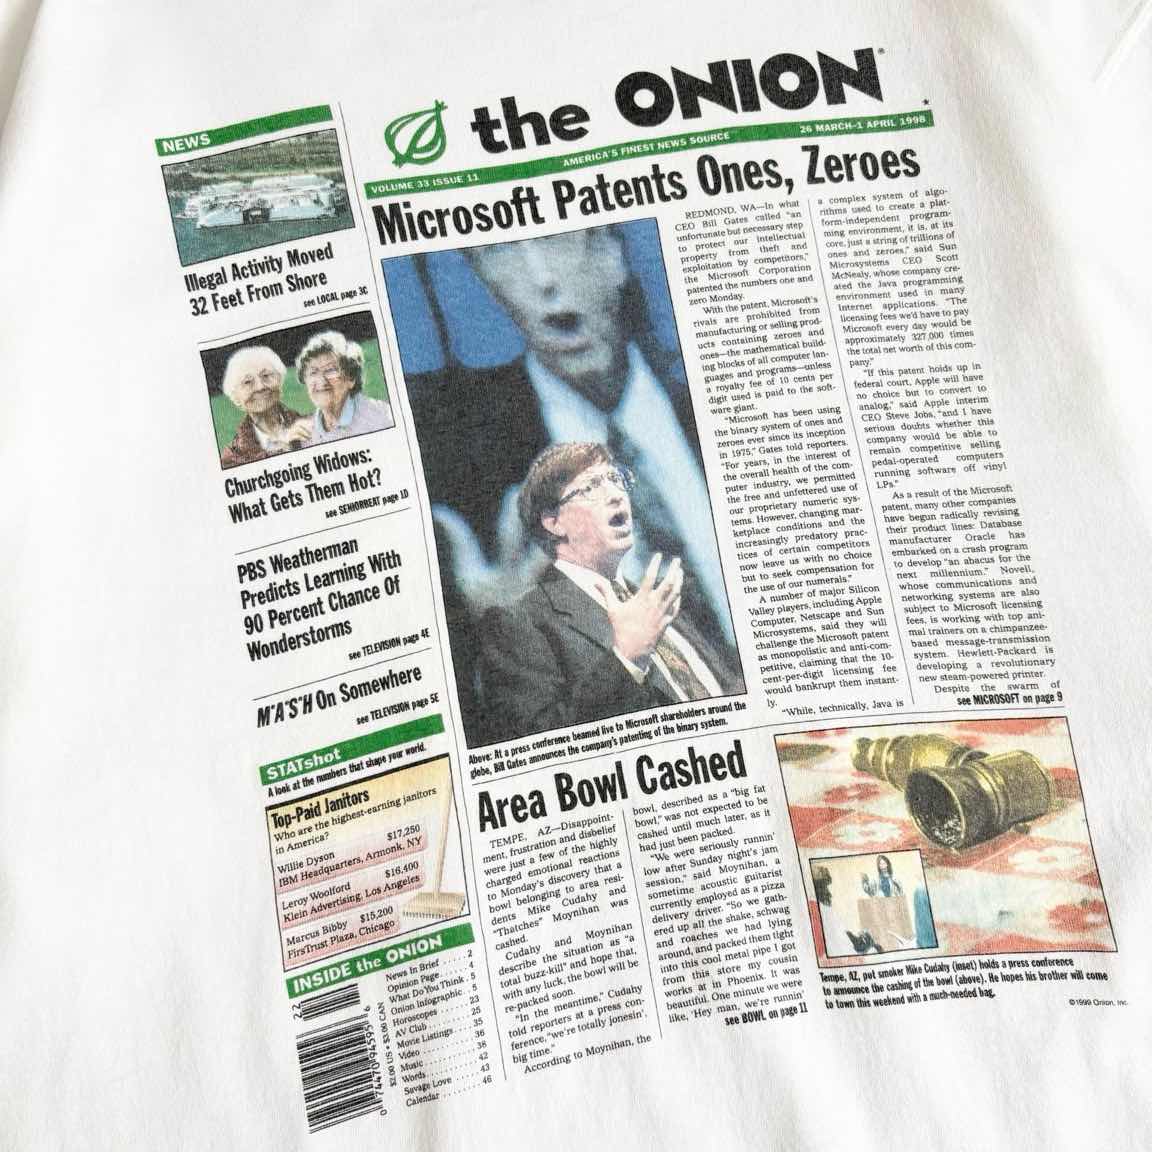 the ONION®
VOLUME 33 ISSUE 11
AMERICA'S FINEST NEWS SOURCE™
26 MARCH–1 APRIL 1998
NEWS
Illegal Activity Moved
32 Feet From Shore
see LOCAL page 3C
Churchgoing Widows:
What Gets Them Hot?
see SENIORBEAT page 1D
PBS Weatherman
Predicts Learning With
90 Percent Chance Of
Wonderstorms
see TELEVISION page 4E
M*A*S*H On Somewhere
see TELEVISION page 5E
STATshot
A look at the numbers that shape your world.
Top-Paid Janitors
Who are the highest-earning janitors
in America?
$17,250
Willie Dyson
IBM Headquarters, Armonk, NY
$16,400
Leroy Woolford
Klein Advertising, Los Angeles
$15,200
Marcus Bibby
FirsTrust Plaza, Chicago
INSIDE the ONION
News In Brief . . . . 2
Opinion Page . . . . 4
What Do You Think . 5
Onion Infographic . . 5
Horoscopes . . . . . 23
AV Club . . . . . . . 25
Movie Listings . . . . 35
Video . . . . . . . . 36
Music . . . . . . . . 38
Words . . . . . . . . 42
Savage Love . . . . . 43
Calendar . . . . . . . 46
22
0 74470 94595 6
$2.00 US • $3.00 CAN
Microsoft Patents Ones, Zeroes
REDMOND, WA—In what
CEO Bill Gates called "an
unfortunate but necessary step
to protect our intellectual
property from theft and
exploitation by competitors,"
the Microsoft Corporation
patented the numbers one and
zero Monday.
With the patent, Microsoft's
rivals are prohibited from
manufacturing or selling prod-
ucts containing zeroes and
ones—the mathematical build-
ing blocks of all computer lan-
guages and programs—unless
a royalty fee of 10 cents per
digit used is paid to the soft-
ware giant.
"Microsoft has been using
the binary system of ones and
zeroes ever since its inception
in 1975," Gates told reporters.
"For years, in the interest of
the overall health of the com-
puter industry, we permitted
the free and unfettered use of
our proprietary numeric sys-
tems. However, changing mar-
ketplace conditions and the
increasingly predatory prac-
tices of certain competitors
now leave us with no choice
but to seek compensation for
the use of our numerals."
A number of major Silicon
Valley players, including Apple
Computer, Netscape and Sun
Microsystems, said they will
challenge the Microsoft patent
as monopolistic and anti-com-
petitive, claiming that the 10-
cent-per-digit licensing fee
would bankrupt them instant-
ly.
"While, technically, Java is
a complex system of algo-
rithms used to create a plat-
form-independent program-
ming environment, it is, at its
core, just a string of trillions of
ones and zeroes," said Sun
Microsystems CEO Scott
McNealy, whose company cre-
ated the Java programming
environment used in many
Internet applications. "The
licensing fees we'd have to pay
Microsoft every day would be
approximately 327,000 times
the total net worth of this com-
pany."
"If this patent holds up in
federal court, Apple will have
no choice but to convert to
analog," said Apple interim
CEO Steve Jobs, "and I have
serious doubts whether this
company would be able to
remain competitive selling
pedal-operated computers
running software off vinyl
LPs."
As a result of the Microsoft
patent, many other companies
have begun radically revising
their product lines: Database
manufacturer Oracle has
embarked on a crash program
to develop "an abacus for the
next millennium." Novell,
whose communications and
networking systems are also
subject to Microsoft licensing
fees, is working with top ani-
mal trainers on a chimpanzee-
based message-transmission
system. Hewlett-Packard is
developing a revolutionary
new steam-powered printer.
Despite the swarm of
see MICROSOFT on page 9
Above: At a press conference beamed live to Microsoft shareholders around the
globe, Bill Gates announces the company's patenting of the binary system.
Area Bowl Cashed
TEMPE, AZ—Disappoint-
ment, frustration and disbelief
were just a few of the highly
charged emotional reactions
to Monday's discovery that a
bowl belonging to area resi-
dents Mike Cudahy and
"Thatches" Moynihan was
cashed.
Cudahy and Moynihan
describe the situation as "a
total buzz-kill" and hope that,
with any luck, the bowl will be
re-packed soon.
"In the meantime," Cudahy
told reporters at a press con-
ference, "we're totally jonesin',
big time."
According to Moynihan, the
bowl, described as a "big fat
bowl," was not expected to be
cashed until much later, as it
had just been packed.
"We were seriously runnin'
low after Sunday night's jam
session," said Moynihan, a
sometime acoustic guitarist
currently employed as a pizza
delivery driver. "So we gath-
ered up all the shake, schwag
and roaches we had lying
around, and packed them tight
into this cool metal pipe I got
from this store my cousin
works at in Phoenix. It was
beautiful. One minute we were
like, 'Hey man, we're runnin'
see BOWL on page 11
Tempe, AZ, pot smoker Mike Cudahy (inset) holds a press conference
to announce the cashing of the bowl (above). He hopes his brother will come
to town this weekend with a much-needed bag.
©1999 Onion, Inc.